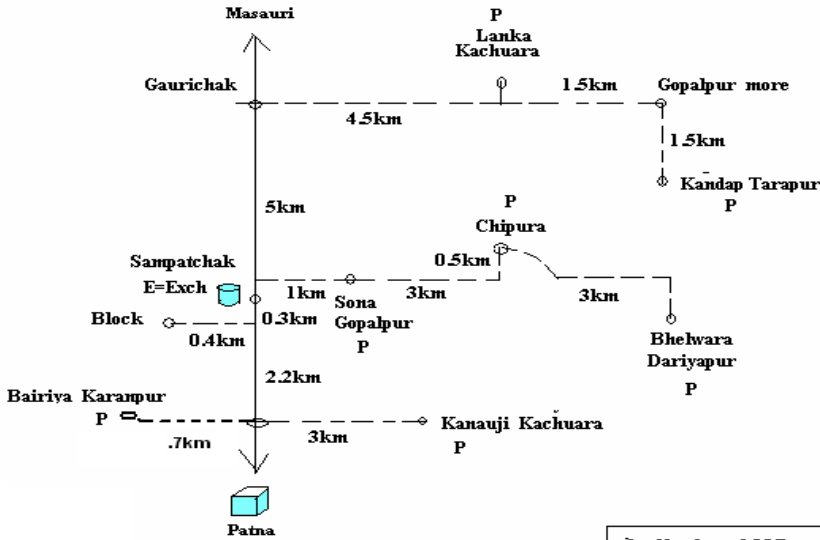 Masauri
P
Lanka
Kachuara
Gaurichak
1.5km
Gopalpur more
4.5km
1.5km
Kandap Tarapur
P
5km
P
Chipura
Sampatchak
0.5km
E=Exch
1km
3km
3km
Sona
Gopalpur
P
Block
0.3km
0.4km
Bhelwara
Dariyapur
P
2.2km
Bairiya Karanpur
P
Kanauji Kachuara
P
.7km
3km
Patna